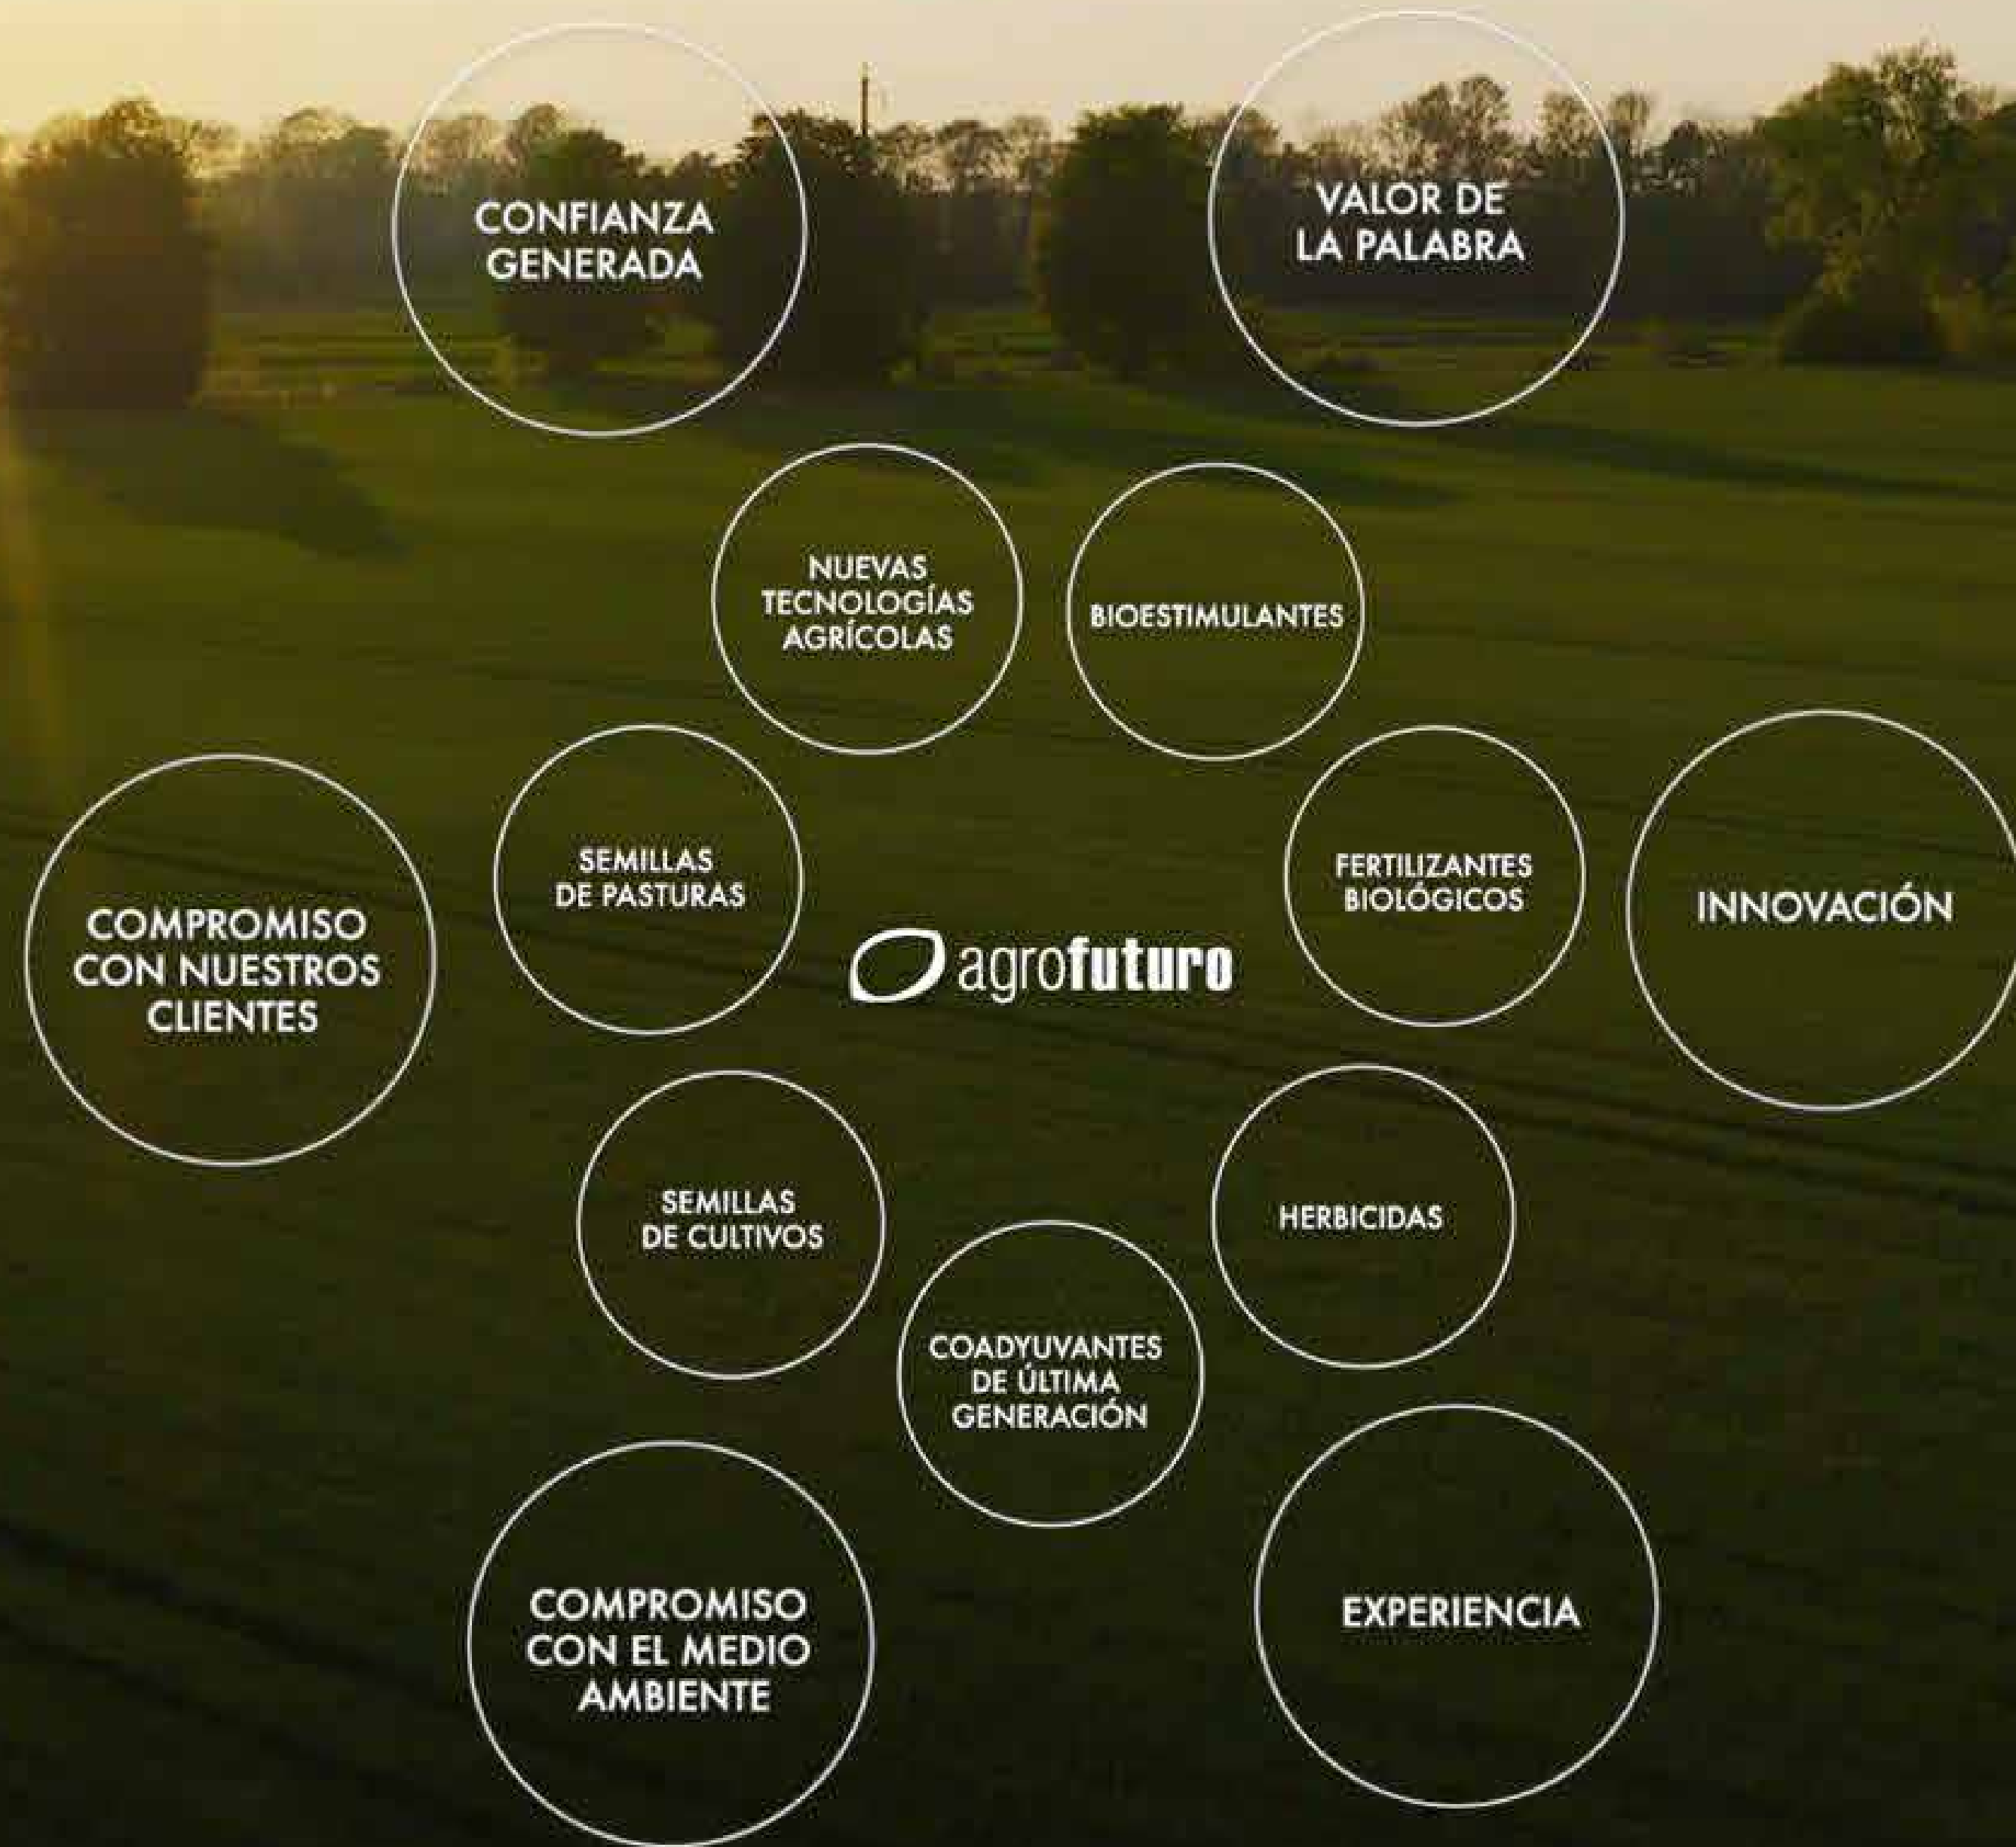 CONFIANZA
GENERADA
VALOR DE
LA PALABRA
NUEVAS
TECNOLOGÍAS
AGRÍCOLAS
BIOESTIMULANTES
SEMILLAS
DE PASTURAS
FERTILIZANTES
BIOLÓGICOS
INNOVACIÓN
COMPROMISO
CON NUESTROS
CLIENTES
agrofuturo
SEMILLAS
DE CULTIVOS
HERBICIDAS
COADYUVANTES
DE ÚLTIMA
GENERACIÓN
COMPROMISO
CON EL MEDIO
AMBIENTE
EXPERIENCIA